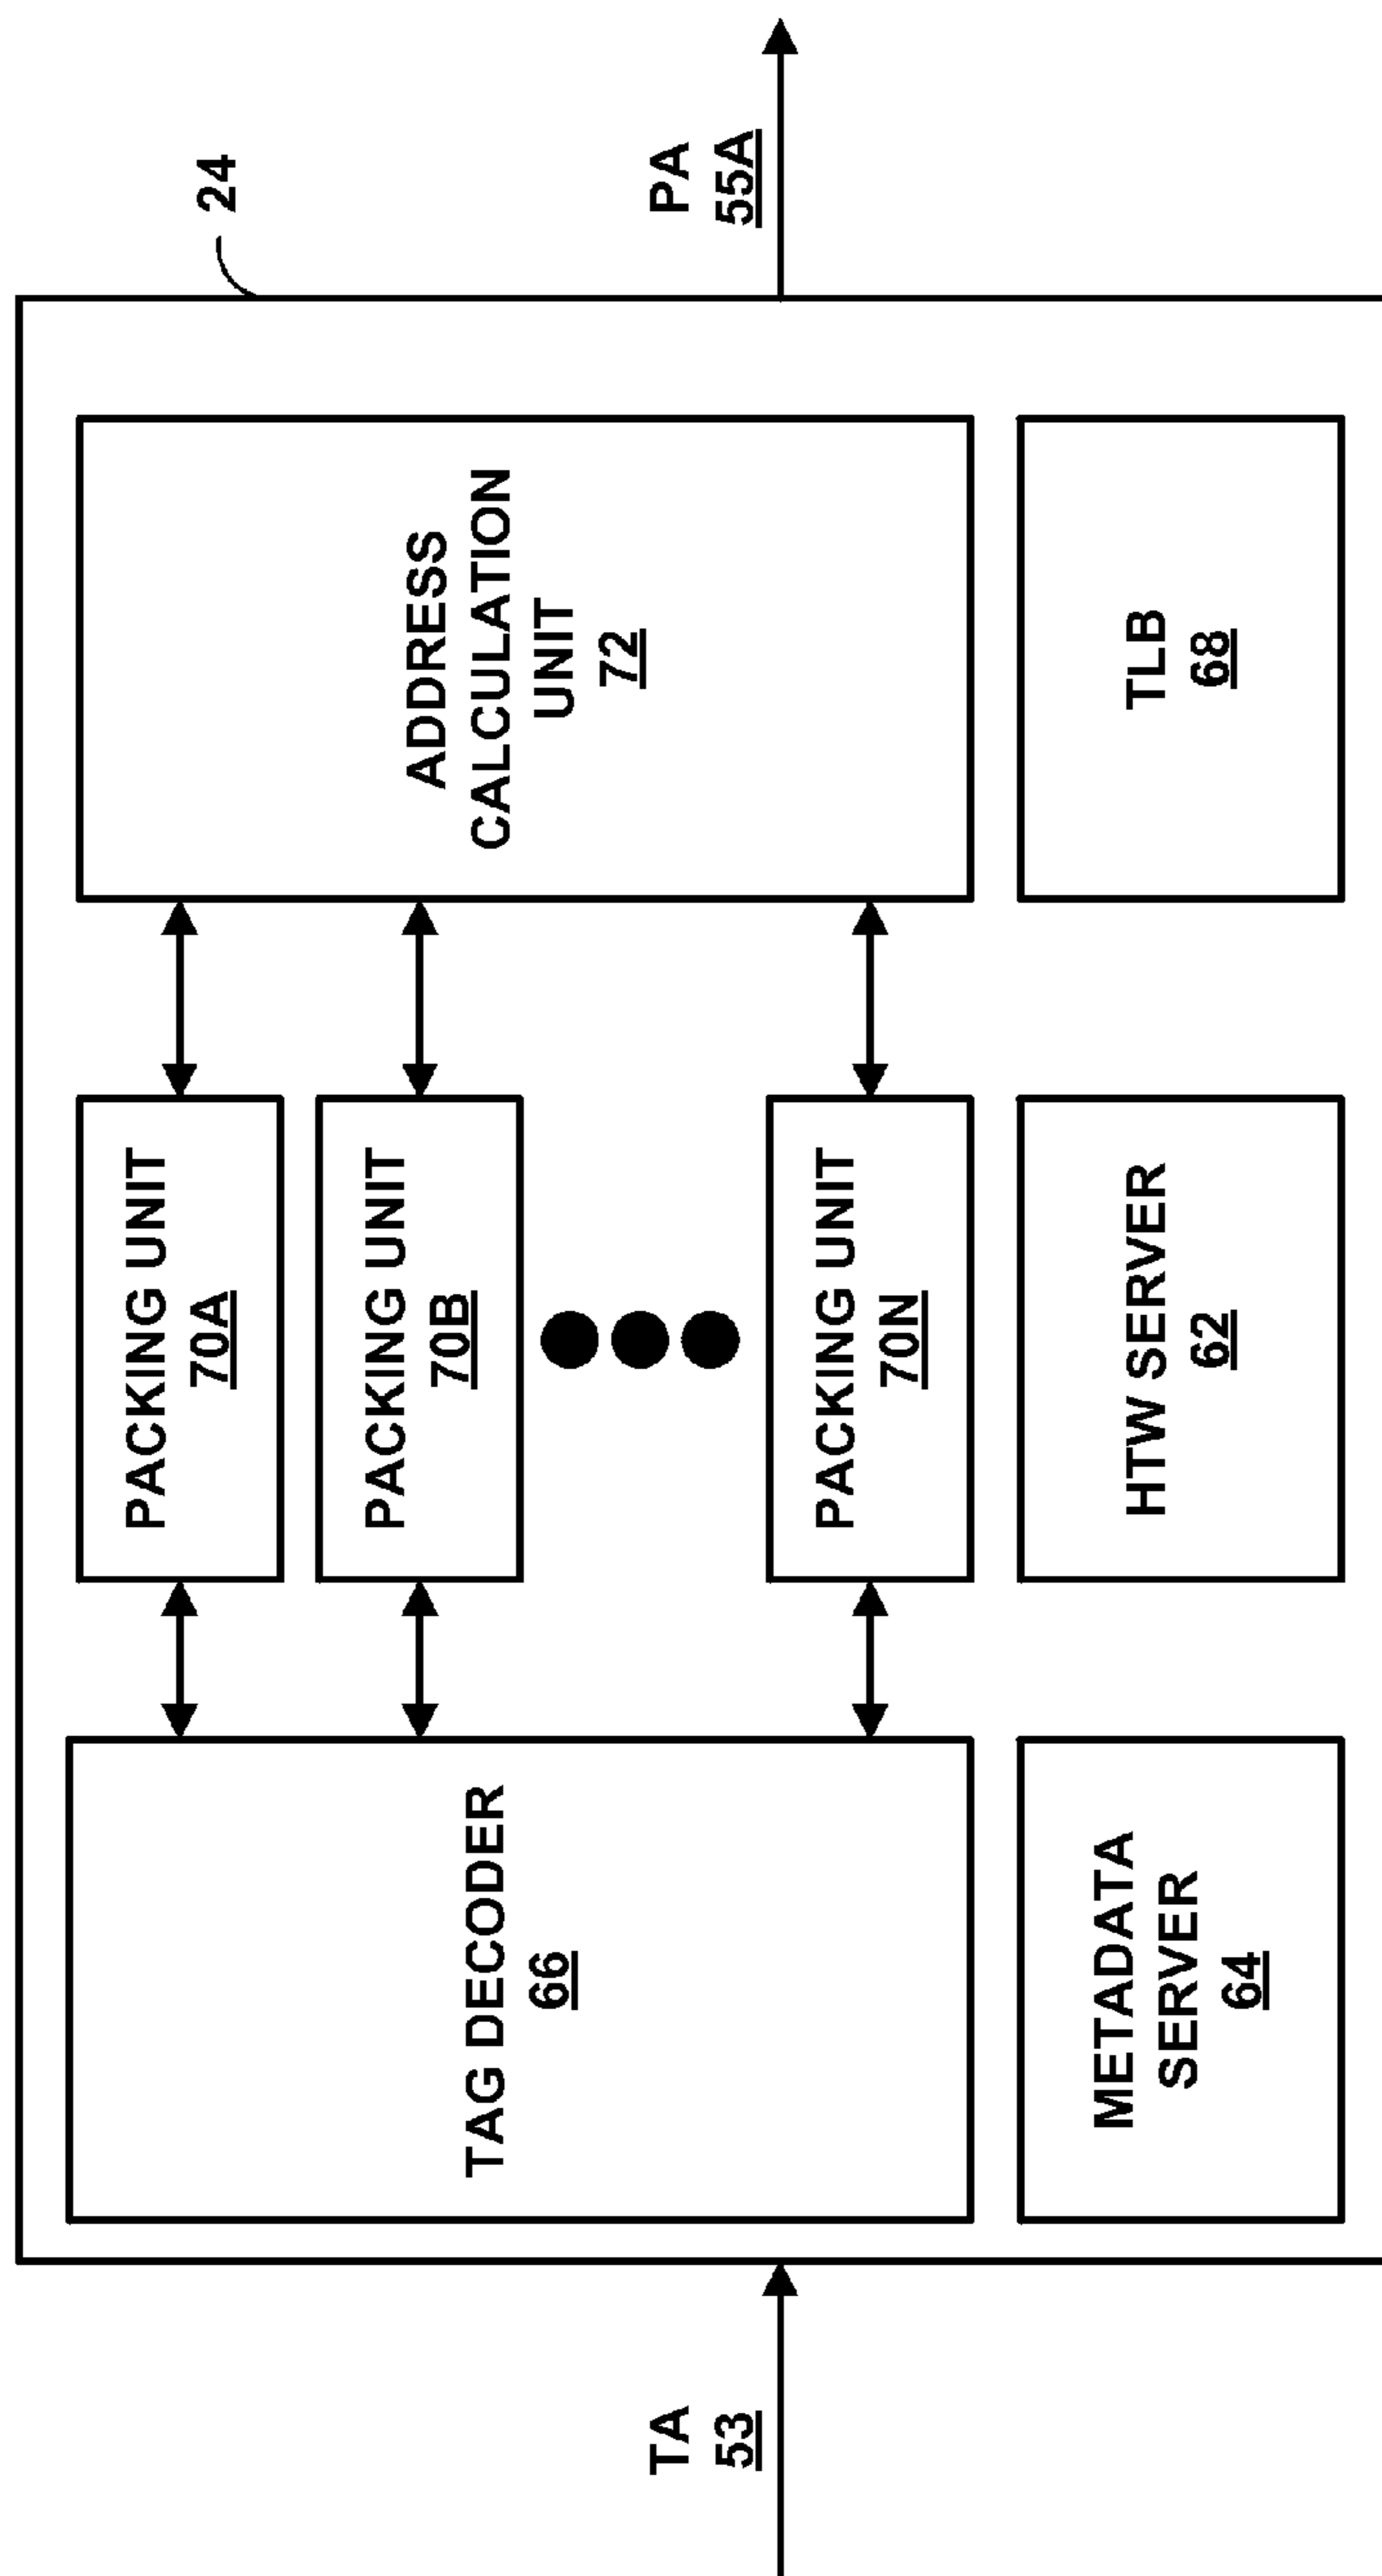 24
TA
53
TAG DECODER
66
PACKING UNIT
70A
PACKING UNIT
70B
PACKING UNIT
70N
ADDRESS
CALCULATION
UNIT
72
PA
55A
METADATA
SERVER
64
HTW SERVER
62
TLB
68